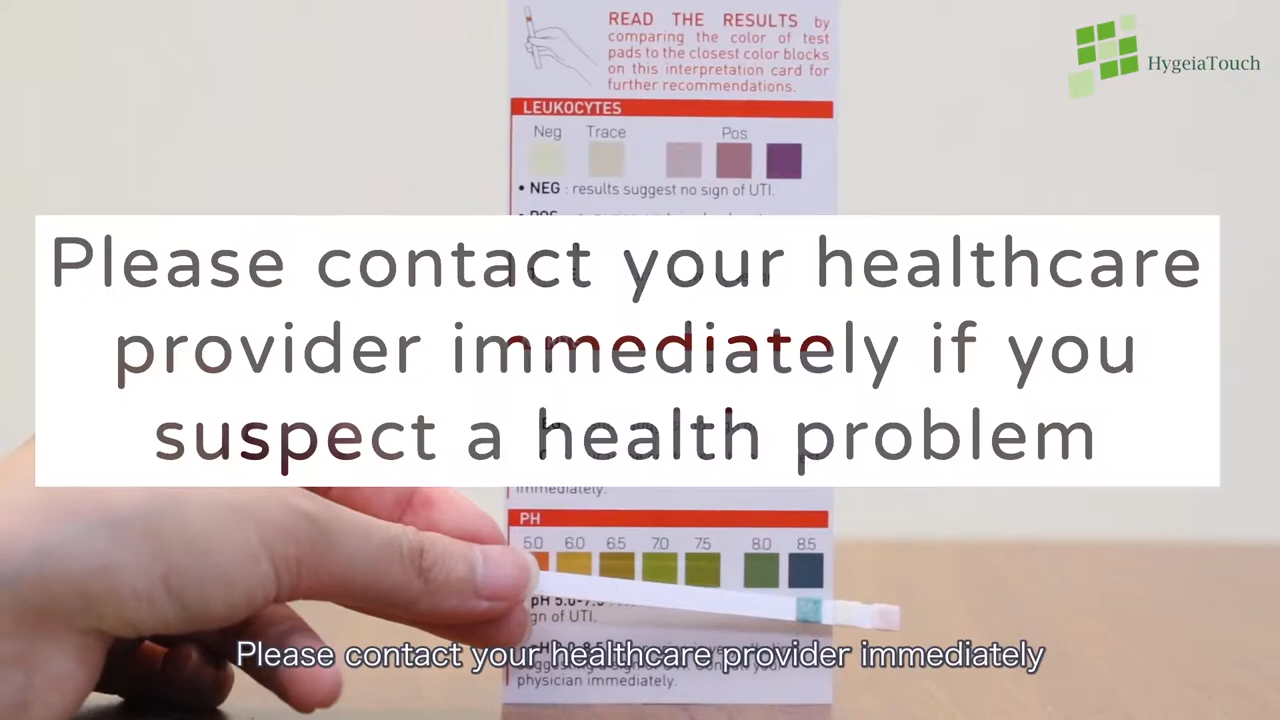 READ THE RESULTS by
comparing the color of test
pads to the closest color blocks
on this interpretation card for
further recommendations.
HygeiaTouch
LEUKOCYTES
Neg Trace Pos
• NEG : results suggest no sign of UTI.
Please contact your healthcare
provider immediately if you
suspect a health problem
immediately.
PH
5.0 6.0 6.5 7.0 7.5 8.0 8.5
gn of UTI.
Please contact your healthcare provider immediately
physician immediately.